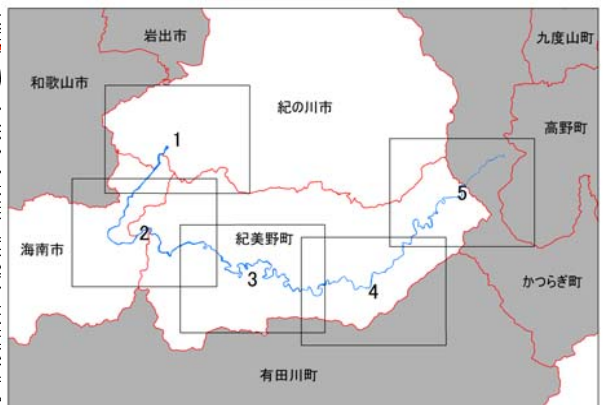 岩出市
九度山町
和歌山市
紀の川市
高野町
1
5
2
紀美野町
海南市
3
4
かつらぎ町
有田川町